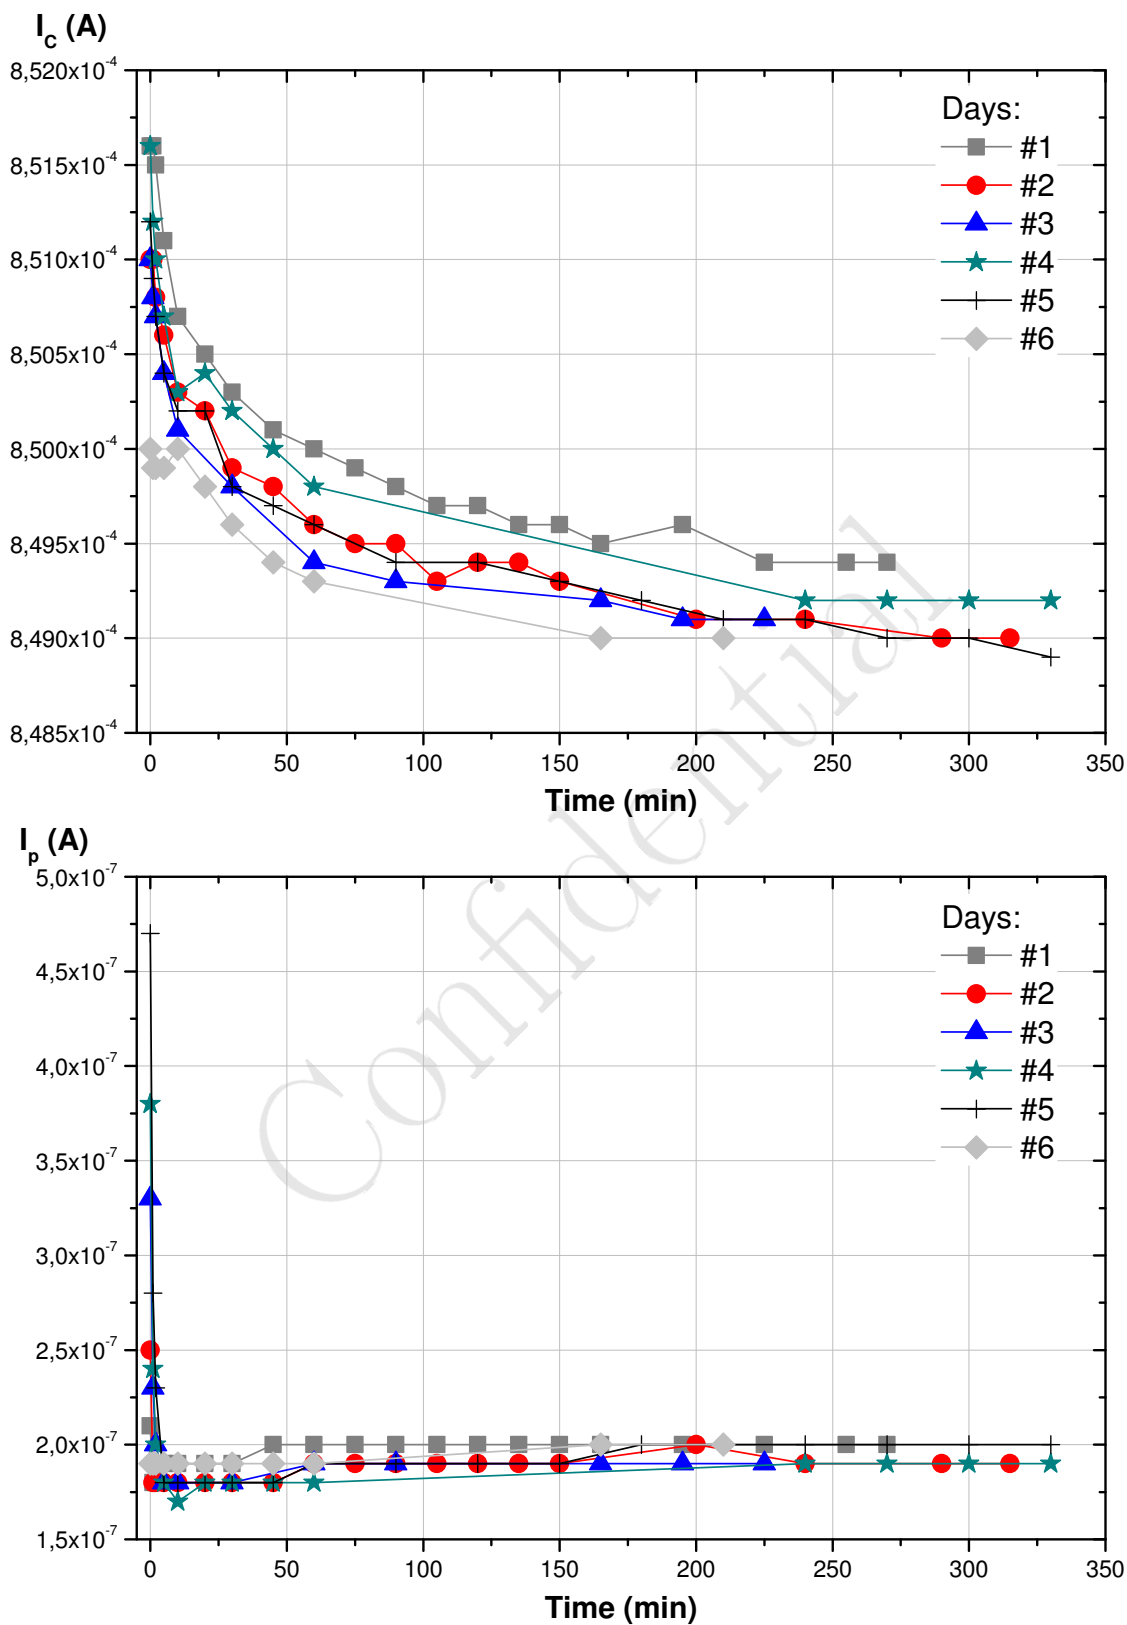 I_C (A)
8,520x10^-4
8,515x10^-4
8,510x10^-4
8,505x10^-4
8,500x10^-4
8,495x10^-4
8,490x10^-4
8,485x10^-4
Days:
#1
#2
#3
#4
#5
#6
0 50 100 150 200 250 300 350
Time (min)
I_p (A)
5,0x10^-7
4,5x10^-7
4,0x10^-7
3,5x10^-7
3,0x10^-7
2,5x10^-7
2,0x10^-7
1,5x10^-7
Days:
#1
#2
#3
#4
#5
#6
0 50 100 150 200 250 300 350
Time (min)
Confidential